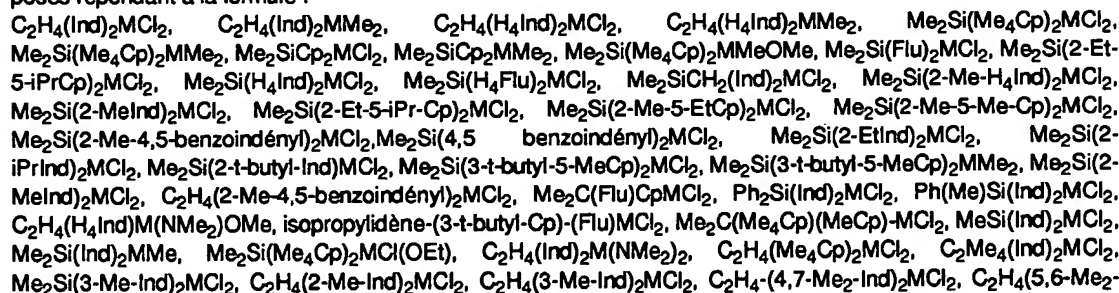 posés répondant à la formule :
C₂H₄(Ind)₂MCl₂, C₂H₄(Ind)₂MMe₂, C₂H₄(H₄Ind)₂MCl₂, C₂H₄(H₄Ind)₂MMe₂, Me₂Si(Me₄Cp)₂MCl₂.
Me₂Si(Me₄Cp)₂MMe₂, Me₂SiCp₂MCl₂, Me₂SiCp₂MMe₂, Me₂Si(Me₄Cp)₂MMeOMe, Me₂Si(Flu)₂MCl₂, Me₂Si(2-Et-
5-iPrCp)₂MCl₂, Me₂Si(H₄Ind)₂MCl₂, Me₂Si(H₄Flu)₂MCl₂, Me₂SiCH₂(Ind)₂MCl₂, Me₂Si(2-Me-H₄Ind)₂MCl₂.
Me₂Si(2-MeInd)₂MCl₂, Me₂Si(2-Et-5-iPr-Cp)₂MCl₂, Me₂Si(2-Me-5-EtCp)₂MCl₂, Me₂Si(2-Me-5-Me-Cp)₂MCl₂.
Me₂Si(2-Me-4,5-benzoindényl)₂MCl₂,Me₂Si(4,5 benzoindényl)₂MCl₂, Me₂Si(2-EtInd)₂MCl₂, Me₂Si(2-
iPrInd)₂MCl₂, Me₂Si(2-t-butyl-Ind)MCl₂, Me₂Si(3-t-butyl-5-MeCp)₂MCl₂, Me₂Si(3-t-butyl-5-MeCp)₂MMe₂, Me₂Si(2-
MeInd)₂MCl₂, C₂H₄(2-Me-4,5-benzoindényl)₂MCl₂, Me₂C(Flu)CpMCl₂, Ph₂Si(Ind)₂MCl₂, Ph(Me)Si(Ind)₂MCl₂.
C₂H₄(H₄Ind)M(NMe₂)OMe, isopropylidène-(3-t-butyl-Cp)-(Flu)MCl₂, Me₂C(Me₄Cp)(MeCp)-MCl₂, MeSi(Ind)₂MCl₂.
Me₂Si(Ind)₂MMe, Me₂Si(Me₄Cp)₂MCl(OEt), C₂H₄(Ind)₂M(NMe₂)₂, C₂H₄(Me₄Cp)₂MCl₂, C₂Me₄(Ind)₂MCl₂.
Me₂Si(3-Me-Ind)₂MCl₂, C₂H₄(2-Me-Ind)₂MCl₂, C₂H₄(3-Me-Ind)₂MCl₂, C₂H₄-(4,7-Me₂-Ind)₂MCl₂, C₂H₄(5,6-Me₂-